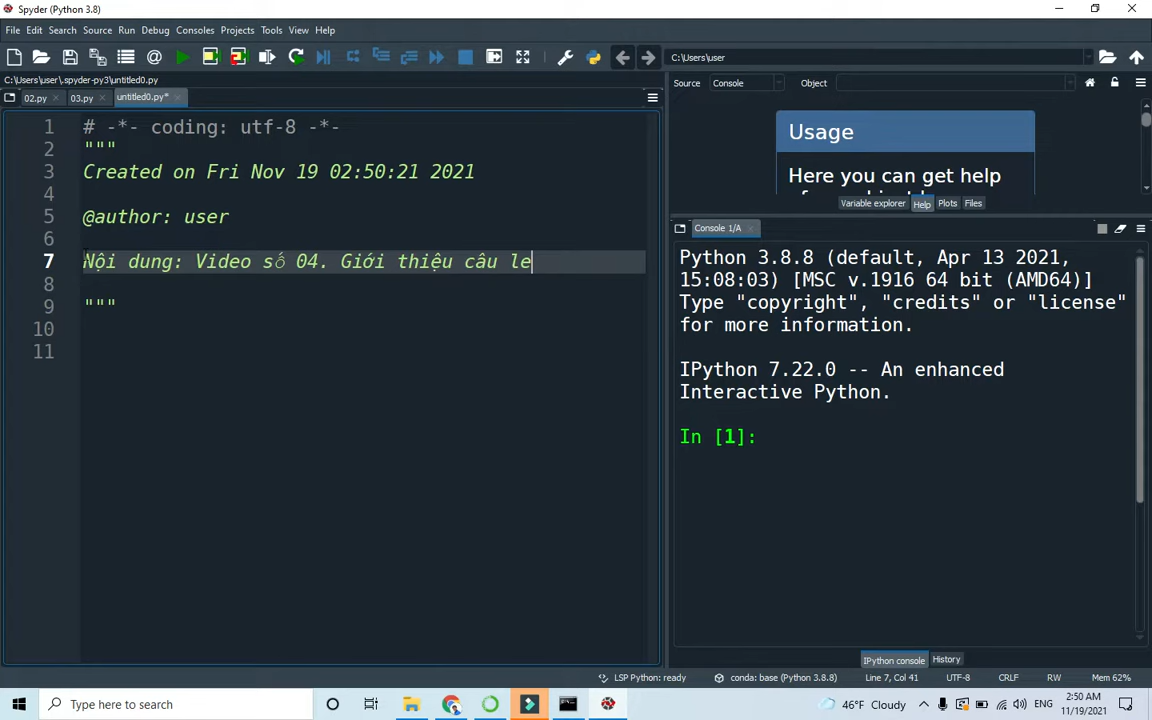 Spyder (Python 3.8)
File Edit Search Source Run Debug Consoles Projects Tools View Help
C:\Users\user
C:\Users\user\.spyder-py3\untitled0.py
Source Console Object
02.py 03.py untitled0.py*
1 # -*- coding: utf-8 -*-
2 """
3 Created on Fri Nov 19 02:50:21 2021
4
5 @author: user
6
7 Nội dung: Video số 04. Giới thiệu câu le
8
9 """
10
11
Usage
Here you can get help
Variable explorer Help Plots Files
Console 1/A
Python 3.8.8 (default, Apr 13 2021,
15:08:03) [MSC v.1916 64 bit (AMD64)]
Type "copyright", "credits" or "license"
for more information.
IPython 7.22.0 -- An enhanced
Interactive Python.
In [1]:
IPython console History
LSP Python: ready conda: base (Python 3.8.8) Line 7, Col 41 UTF-8 CRLF RW Mem 62%
Type here to search
46°F Cloudy ENG
2:50 AM
11/19/2021